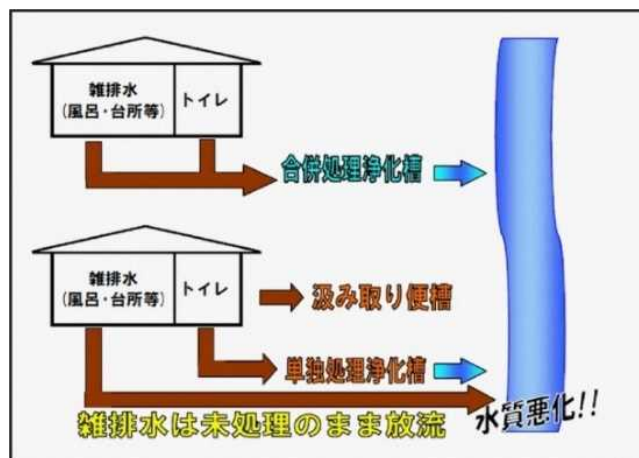 雑排水
(風呂・台所等)
トイレ
合併処理浄化槽
雑排水
(風呂・台所等)
トイレ
汲み取り便槽
単独処理浄化槽
雑排水は未処理のまま放流
水質悪化!!